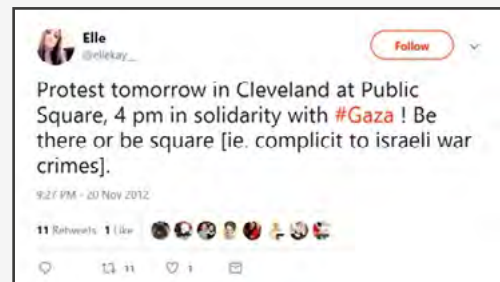 Elle
@ellekay_
Follow
Protest tomorrow in Cleveland at Public
Square, 4 pm in solidarity with #Gaza ! Be
there or be square [ie. complicit to israeli war
crimes].
9:27 PM - 20 Nov 2012
11 Retweets 1 Like
11 1